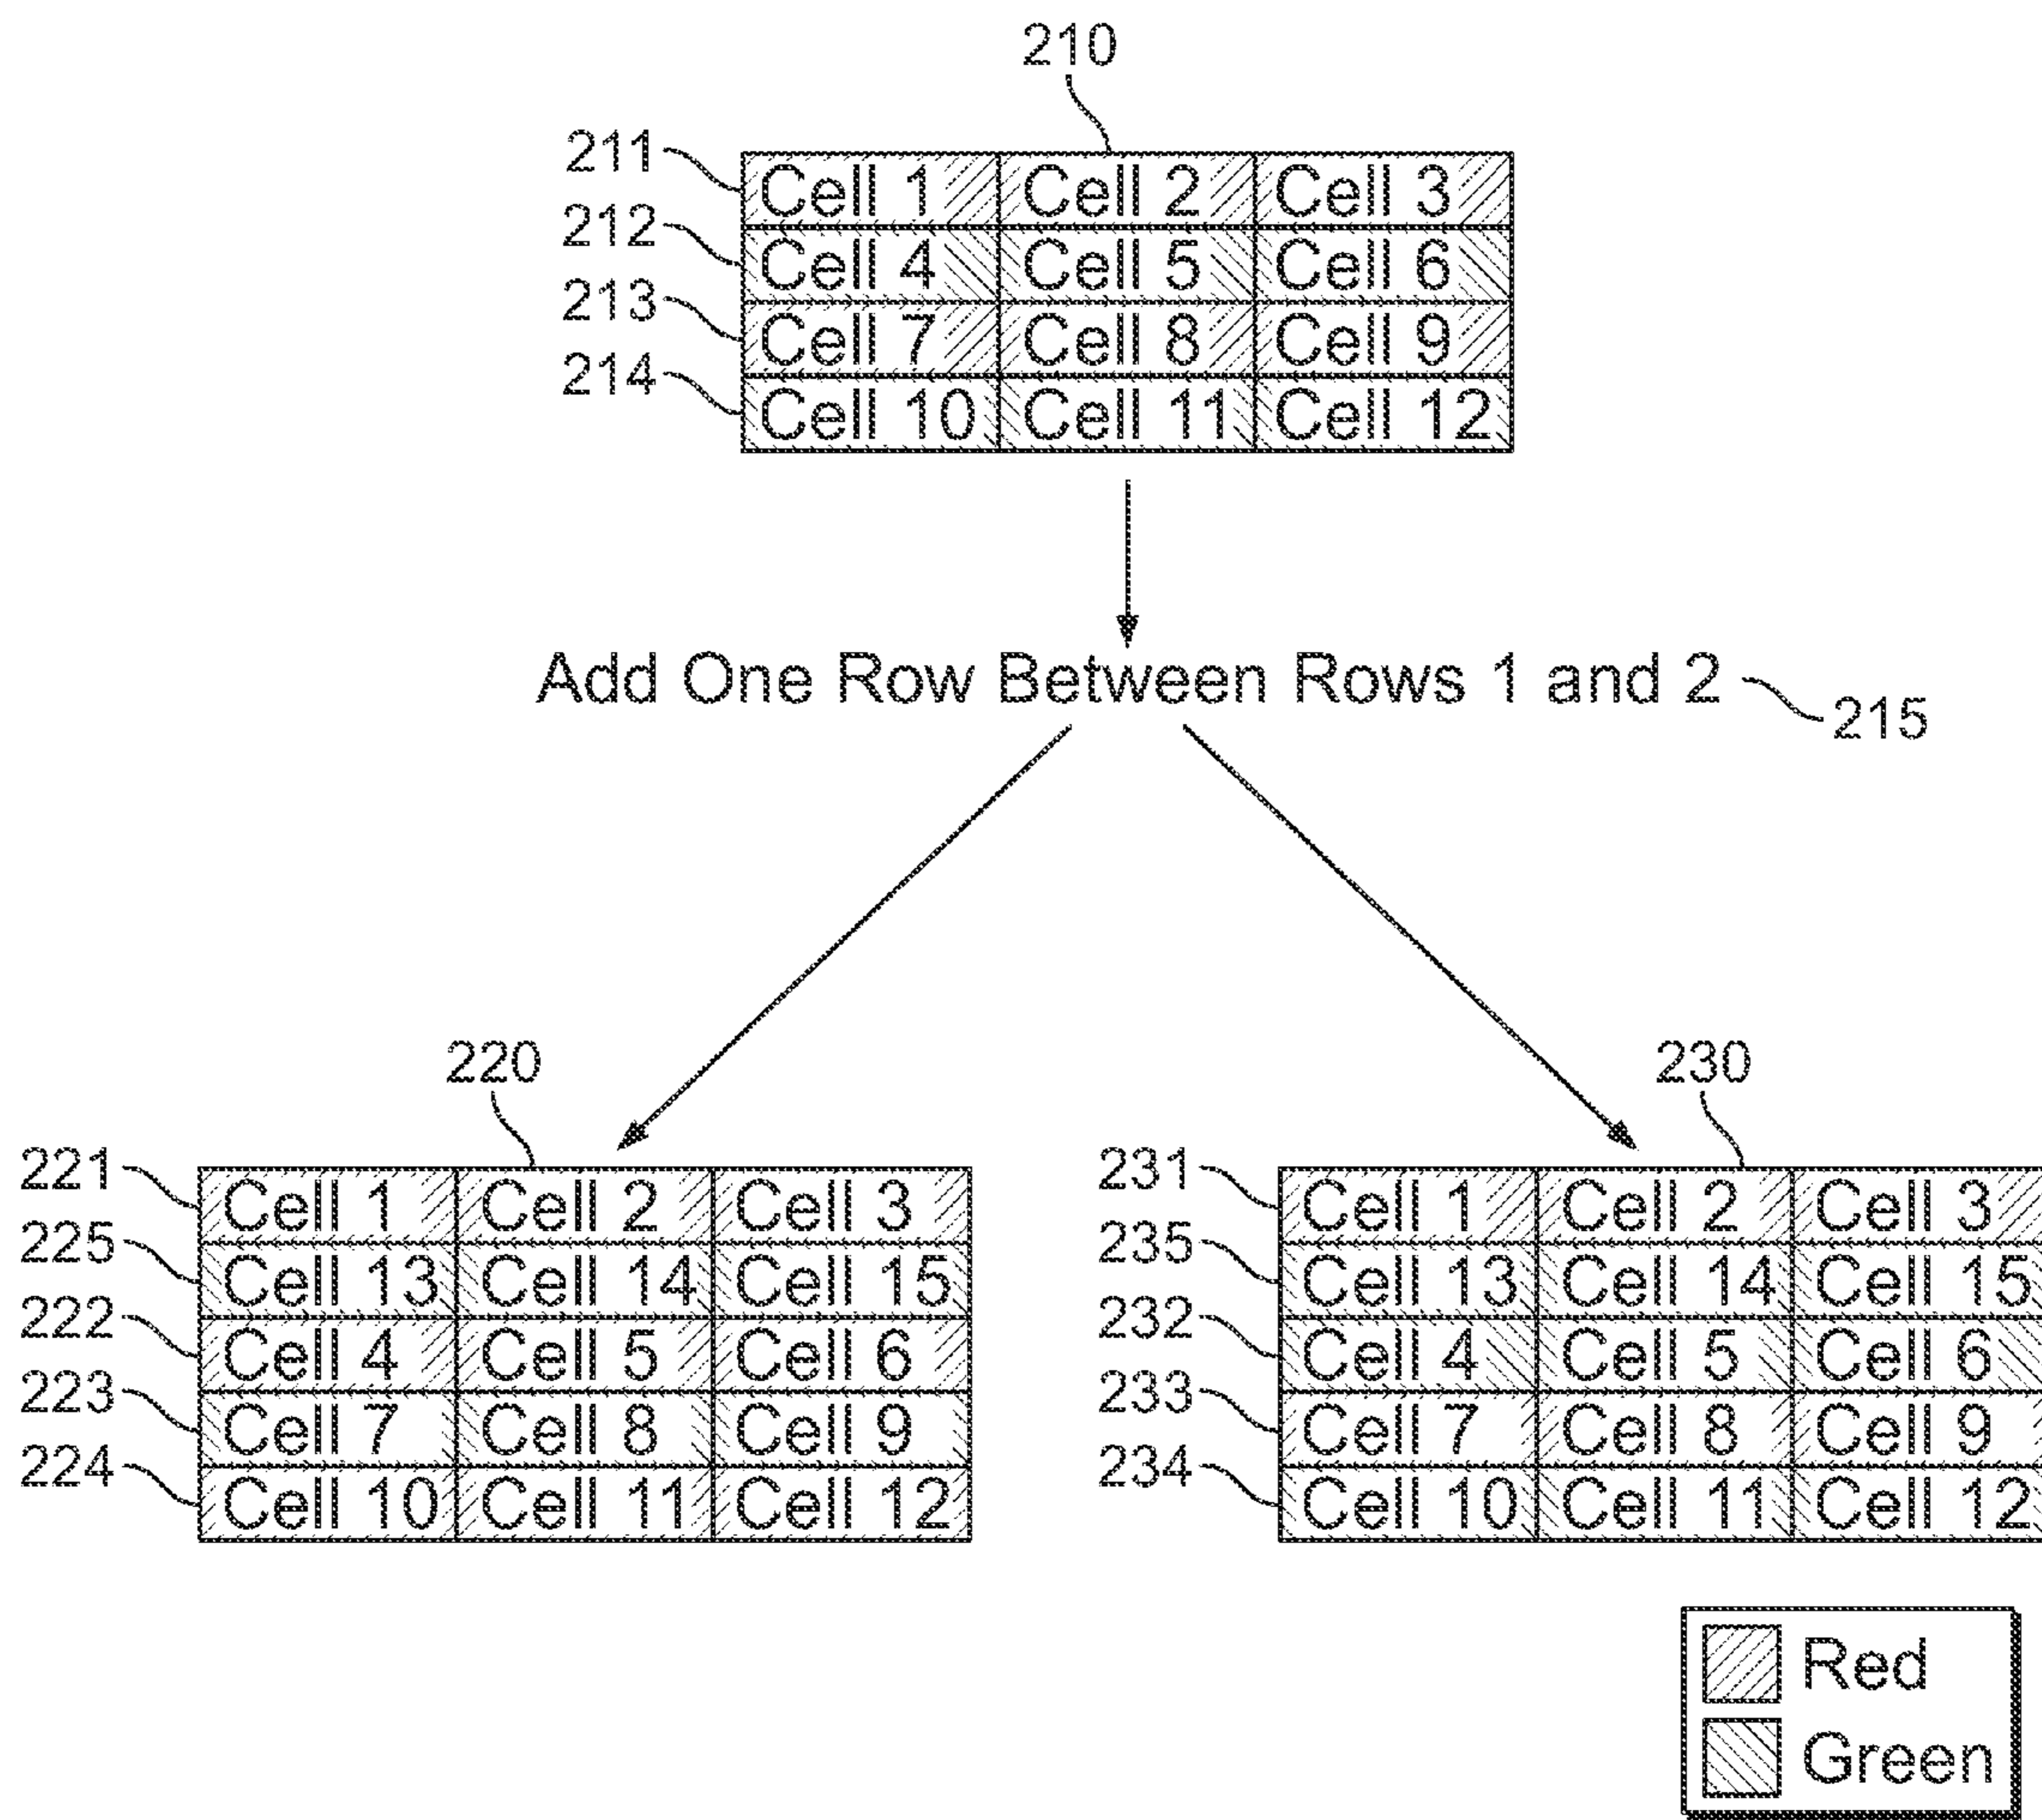 210
211 Cell 1 Cell 2 Cell 3
212 Cell 4 Cell 5 Cell 6
213 Cell 7 Cell 8 Cell 9
214 Cell 10 Cell 11 Cell 12
Add One Row Between Rows 1 and 2 215
220
221 Cell 1 Cell 2 Cell 3
225 Cell 13 Cell 14 Cell 15
222 Cell 4 Cell 5 Cell 6
223 Cell 7 Cell 8 Cell 9
224 Cell 10 Cell 11 Cell 12
230
231 Cell 1 Cell 2 Cell 3
235 Cell 13 Cell 14 Cell 15
232 Cell 4 Cell 5 Cell 6
233 Cell 7 Cell 8 Cell 9
234 Cell 10 Cell 11 Cell 12
Red
Green